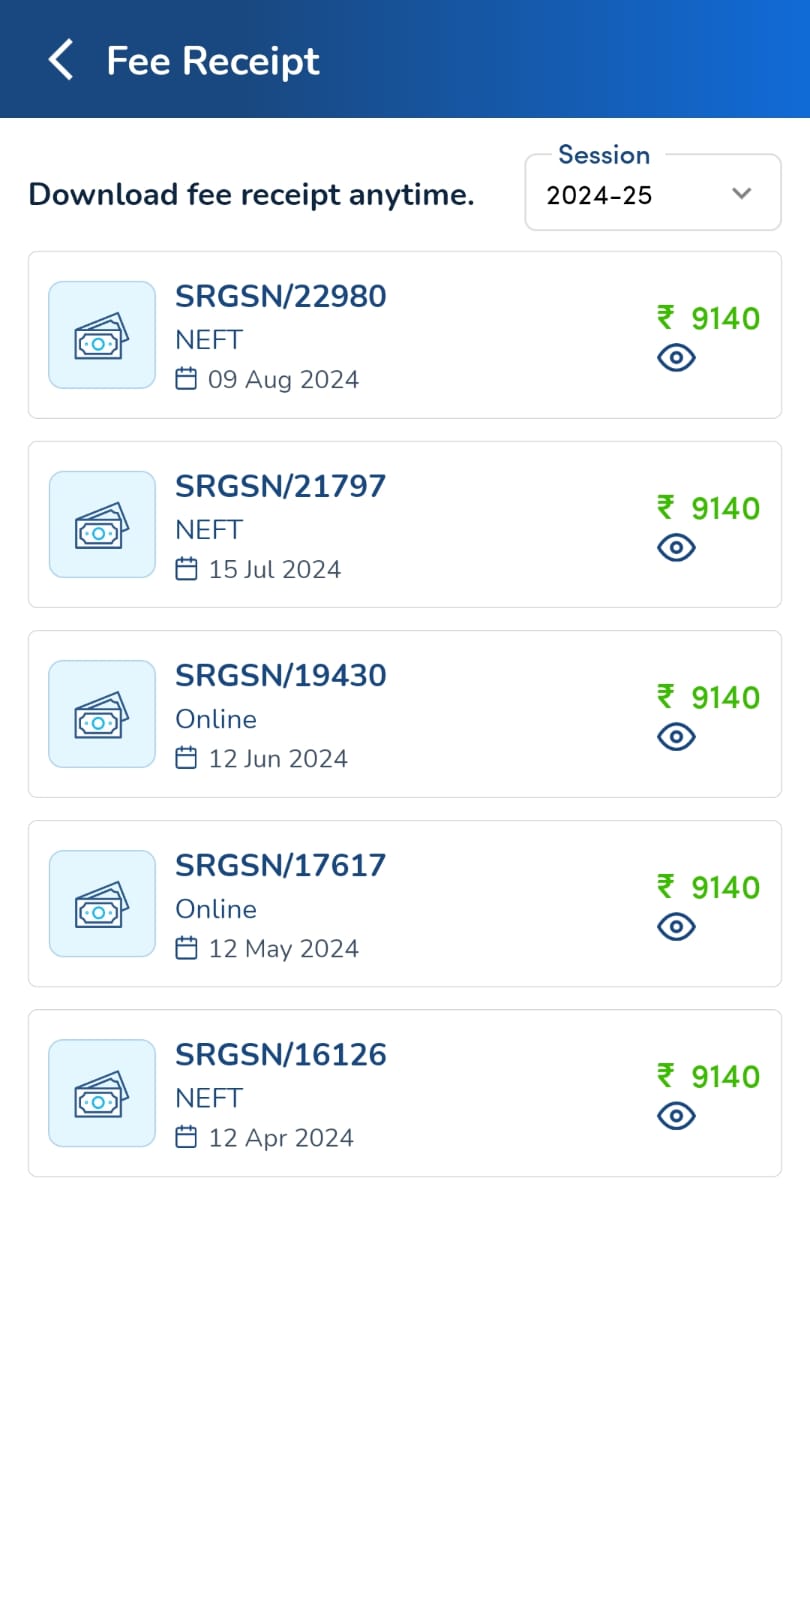 Fee Receipt
Session
Download fee receipt anytime.
2024-25
SRGSN/22980
₹ 9140
NEFT
09 Aug 2024
SRGSN/21797
₹ 9140
NEFT
15 Jul 2024
SRGSN/19430
₹ 9140
Online
12 Jun 2024
SRGSN/17617
₹ 9140
Online
12 May 2024
SRGSN/16126
₹ 9140
NEFT
12 Apr 2024